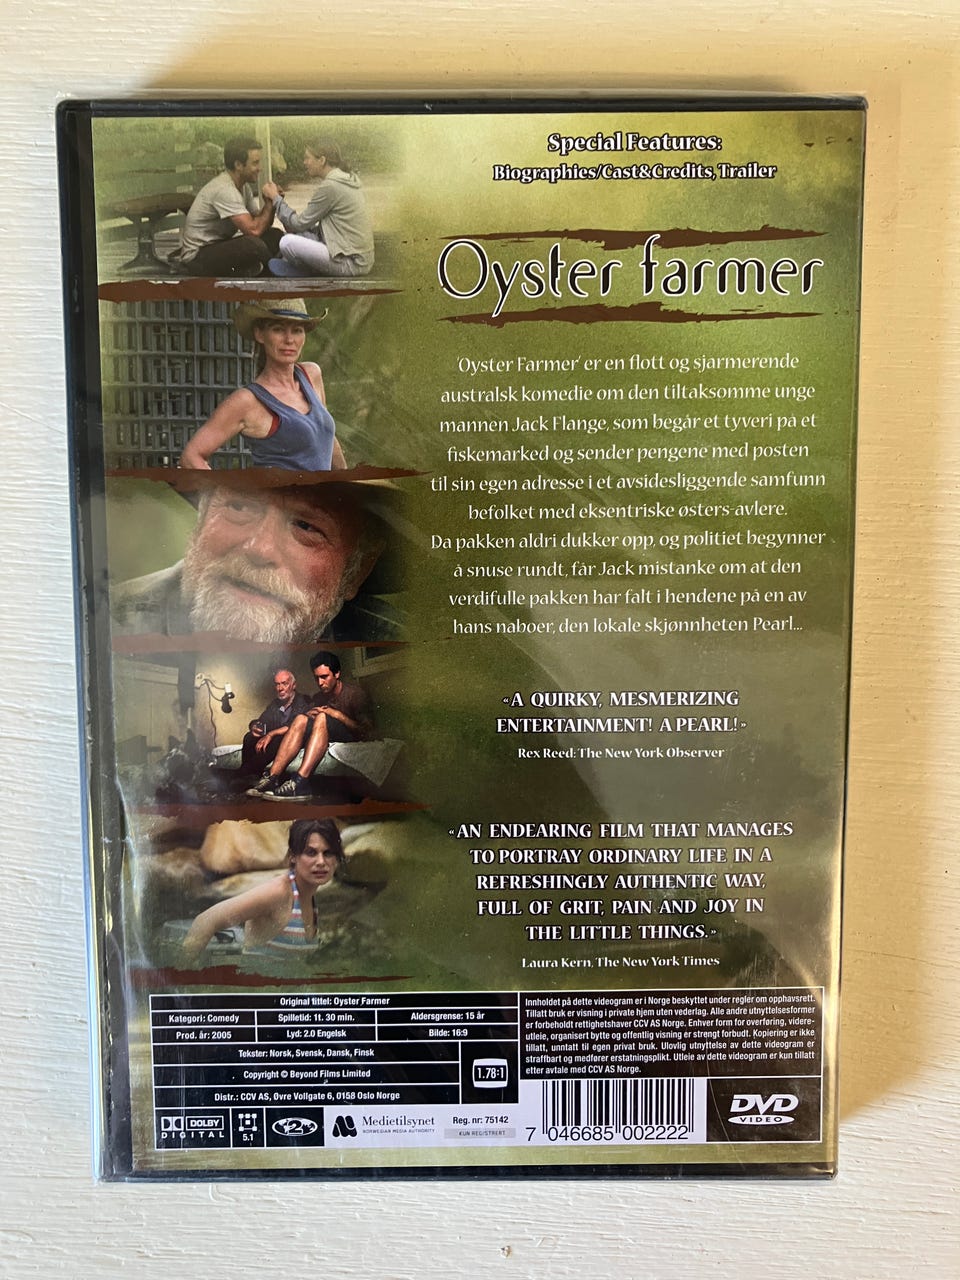 Special Features:
Biographies/Cast&Credits, Trailer
Oyster farmer
'Oyster Farmer' er en flott og sjarmerende
australsk komedie om den tiltaksomme unge
mannen Jack Flange, som begår et tyveri på et
fiskemarked og sender pengene med posten
til sin egen adresse i et avsidesliggende samfunn
befolket med eksentriske østers-avlere.
Da pakken aldri dukker opp, og politiet begynner
å snuse rundt, får Jack mistanke om at den
verdifulle pakken har falt i hendene på en av
hans naboer, den lokale skjønnheten Pearl...
«A QUIRKY, MESMERIZING
ENTERTAINMENT! A PEARL!»
Rex Reed: The New York Observer
«AN ENDEARING FILM THAT MANAGES
TO PORTRAY ORDINARY LIFE IN A
REFRESHINGLY AUTHENTIC WAY,
FULL OF GRIT, PAIN AND JOY IN
THE LITTLE THINGS.»
Laura Kern, The New York Times
Original tittel: Oyster Farmer
Kategori: Comedy
Spilletid: 1t. 30 min.
Aldersgrense: 15 år
Prod. år: 2005
Lyd: 2.0 Engelsk
Bilde: 16:9
Tekster: Norsk, Svensk, Dansk, Finsk
Copyright © Beyond Films Limited
1.78:1
Distr.: CCV AS, Øvre Vollgate 6, 0158 Oslo Norge
Innholdet på dette videogram er i Norge beskyttet under regler om opphavsrett.
Tillatt bruk er visning i private hjem uten vederlag. Alle andre utnyttelsesformer
er forbeholdt rettighetshaver CCV AS Norge. Enhver form for overføring, videre-
utleie, organisert bytte og offentlig visning er strengt forbudt. Kopiering er ikke
tillatt, unntatt til egen privat bruk. Ulovlig utnyttelse av dette videogram er
straffbart og medfører erstatningsplikt. Utleie av dette videogram er kun tillatt
etter avtale med CCV AS Norge.
DOLBY
DIGITAL
5.1
2
Medietilsynet
NORWEGIAN MEDIA AUTHORITY
Reg. nr: 75142
KUN REGISTRERT
7 046685 002222
DVD
VIDEO